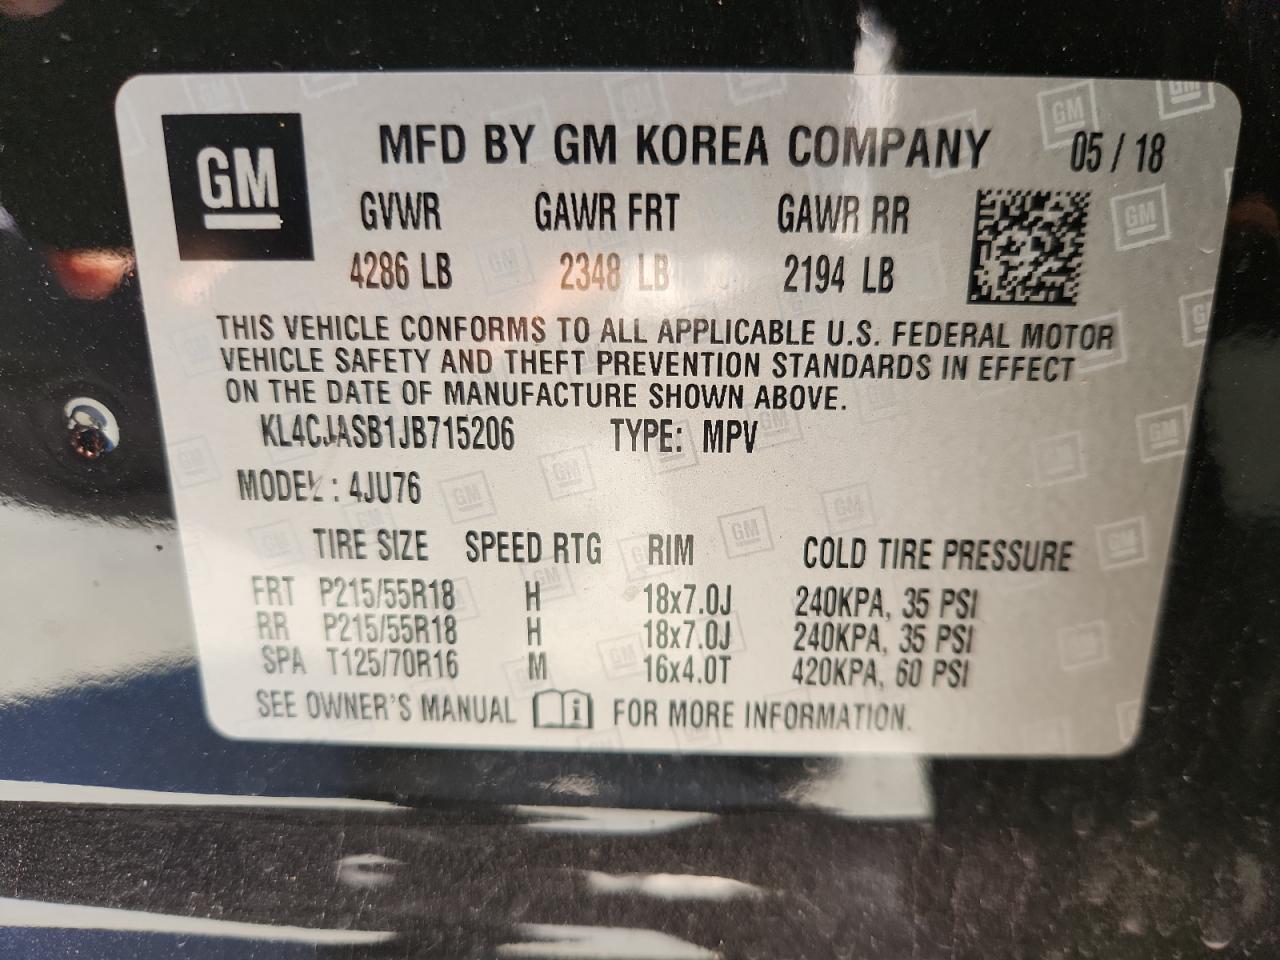 GM
MFD BY GM KOREA COMPANY 05 / 18
GVWR GAWR FRT GAWR RR
4286 LB 2348 LB 2194 LB
THIS VEHICLE CONFORMS TO ALL APPLICABLE U.S. FEDERAL MOTOR
VEHICLE SAFETY AND THEFT PREVENTION STANDARDS IN EFFECT
ON THE DATE OF MANUFACTURE SHOWN ABOVE.
KL4CJASB1JB715206 TYPE: MPV
MODEL : 4JU76
TIRE SIZE SPEED RTG RIM COLD TIRE PRESSURE
FRT P215/55R18 H 18x7.0J 240KPA, 35 PSI
RR P215/55R18 H 18x7.0J 240KPA, 35 PSI
SPA T125/70R16 M 16x4.0T 420KPA, 60 PSI
SEE OWNER'S MANUAL i FOR MORE INFORMATION.